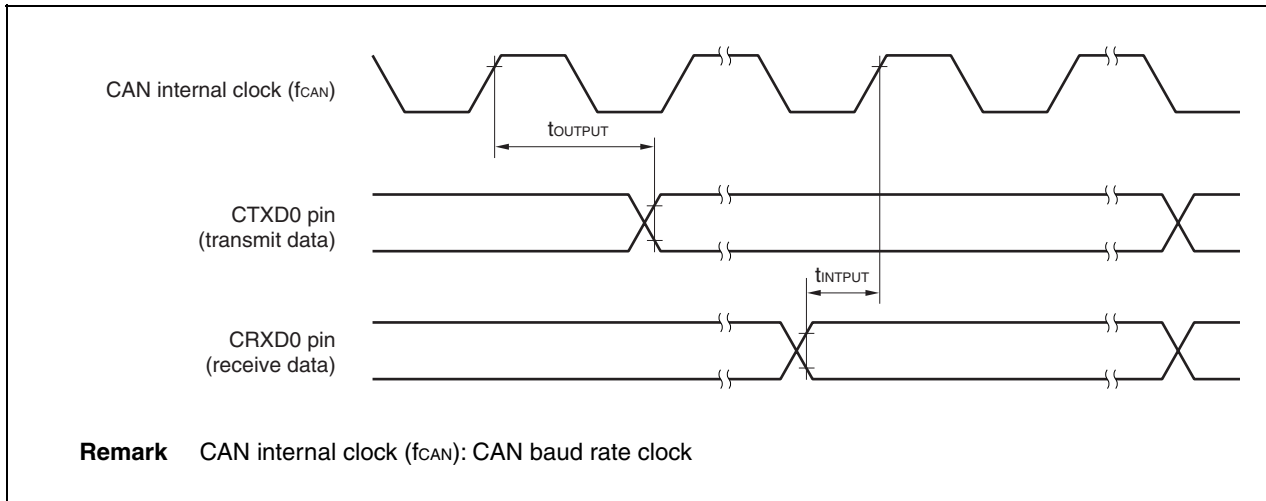 CAN internal clock (fCAN)
tOUTPUT
CTXD0 pin
(transmit data)
tINTPUT
CRXD0 pin
(receive data)
Remark CAN internal clock (fCAN): CAN baud rate clock